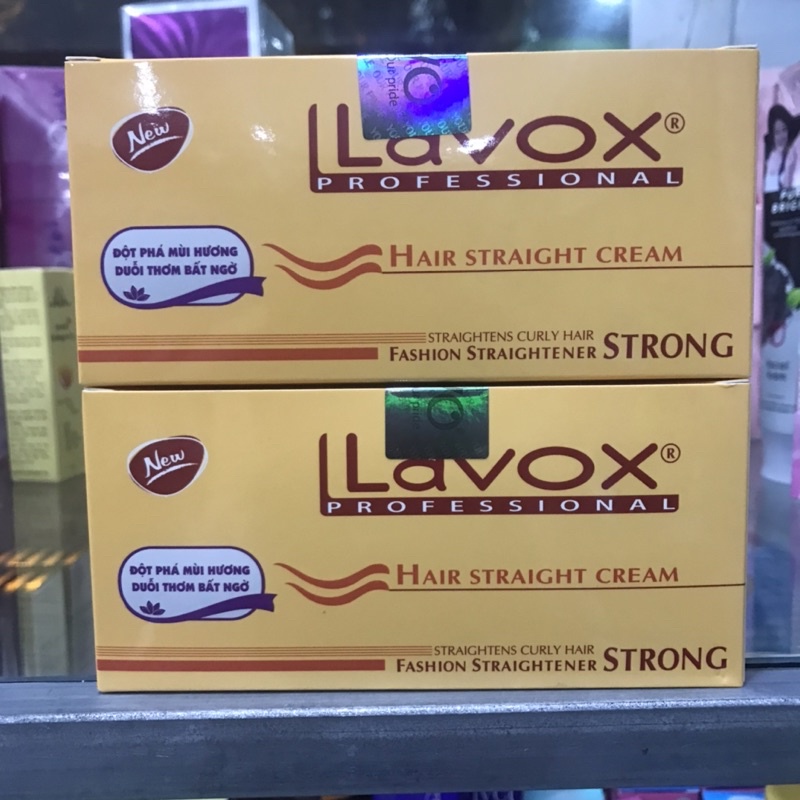 our pride
New
Lavox®
PROFESSIONAL
ĐỘT PHÁ MÙI HƯƠNG
DUỖI THƠM BẤT NGỜ
HAIR STRAIGHT CREAM
STRAIGHTENS CURLY HAIR
FASHION STRAIGHTENER STRONG
New
Lavox®
PROFESSIONAL
ĐỘT PHÁ MÙI HƯƠNG
DUỖI THƠM BẤT NGỜ
HAIR STRAIGHT CREAM
STRAIGHTENS CURLY HAIR
FASHION STRAIGHTENER STRONG